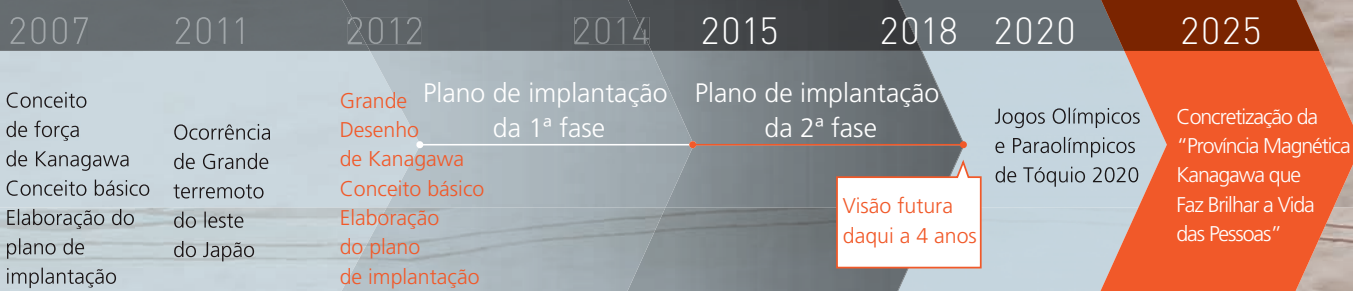 2007
2011
2012
2014
2015
2018
2020
2025
Conceito
de força
de Kanagawa
Conceito básico
Elaboração do
plano de
implantação
Ocorrência
de Grande
terremoto
do leste
do Japão
Grande
Desenho
de Kanagawa
Conceito básico
Elaboração
do plano
de implantação
Plano de implantação
da 1ª fase
Plano de implantação
da 2ª fase
Visão futura
daqui a 4 anos
Jogos Olímpicos
e Paraolímpicos
de Tóquio 2020
Concretização da
“Província Magnética
Kanagawa que
Faz Brilhar a Vida
das Pessoas”